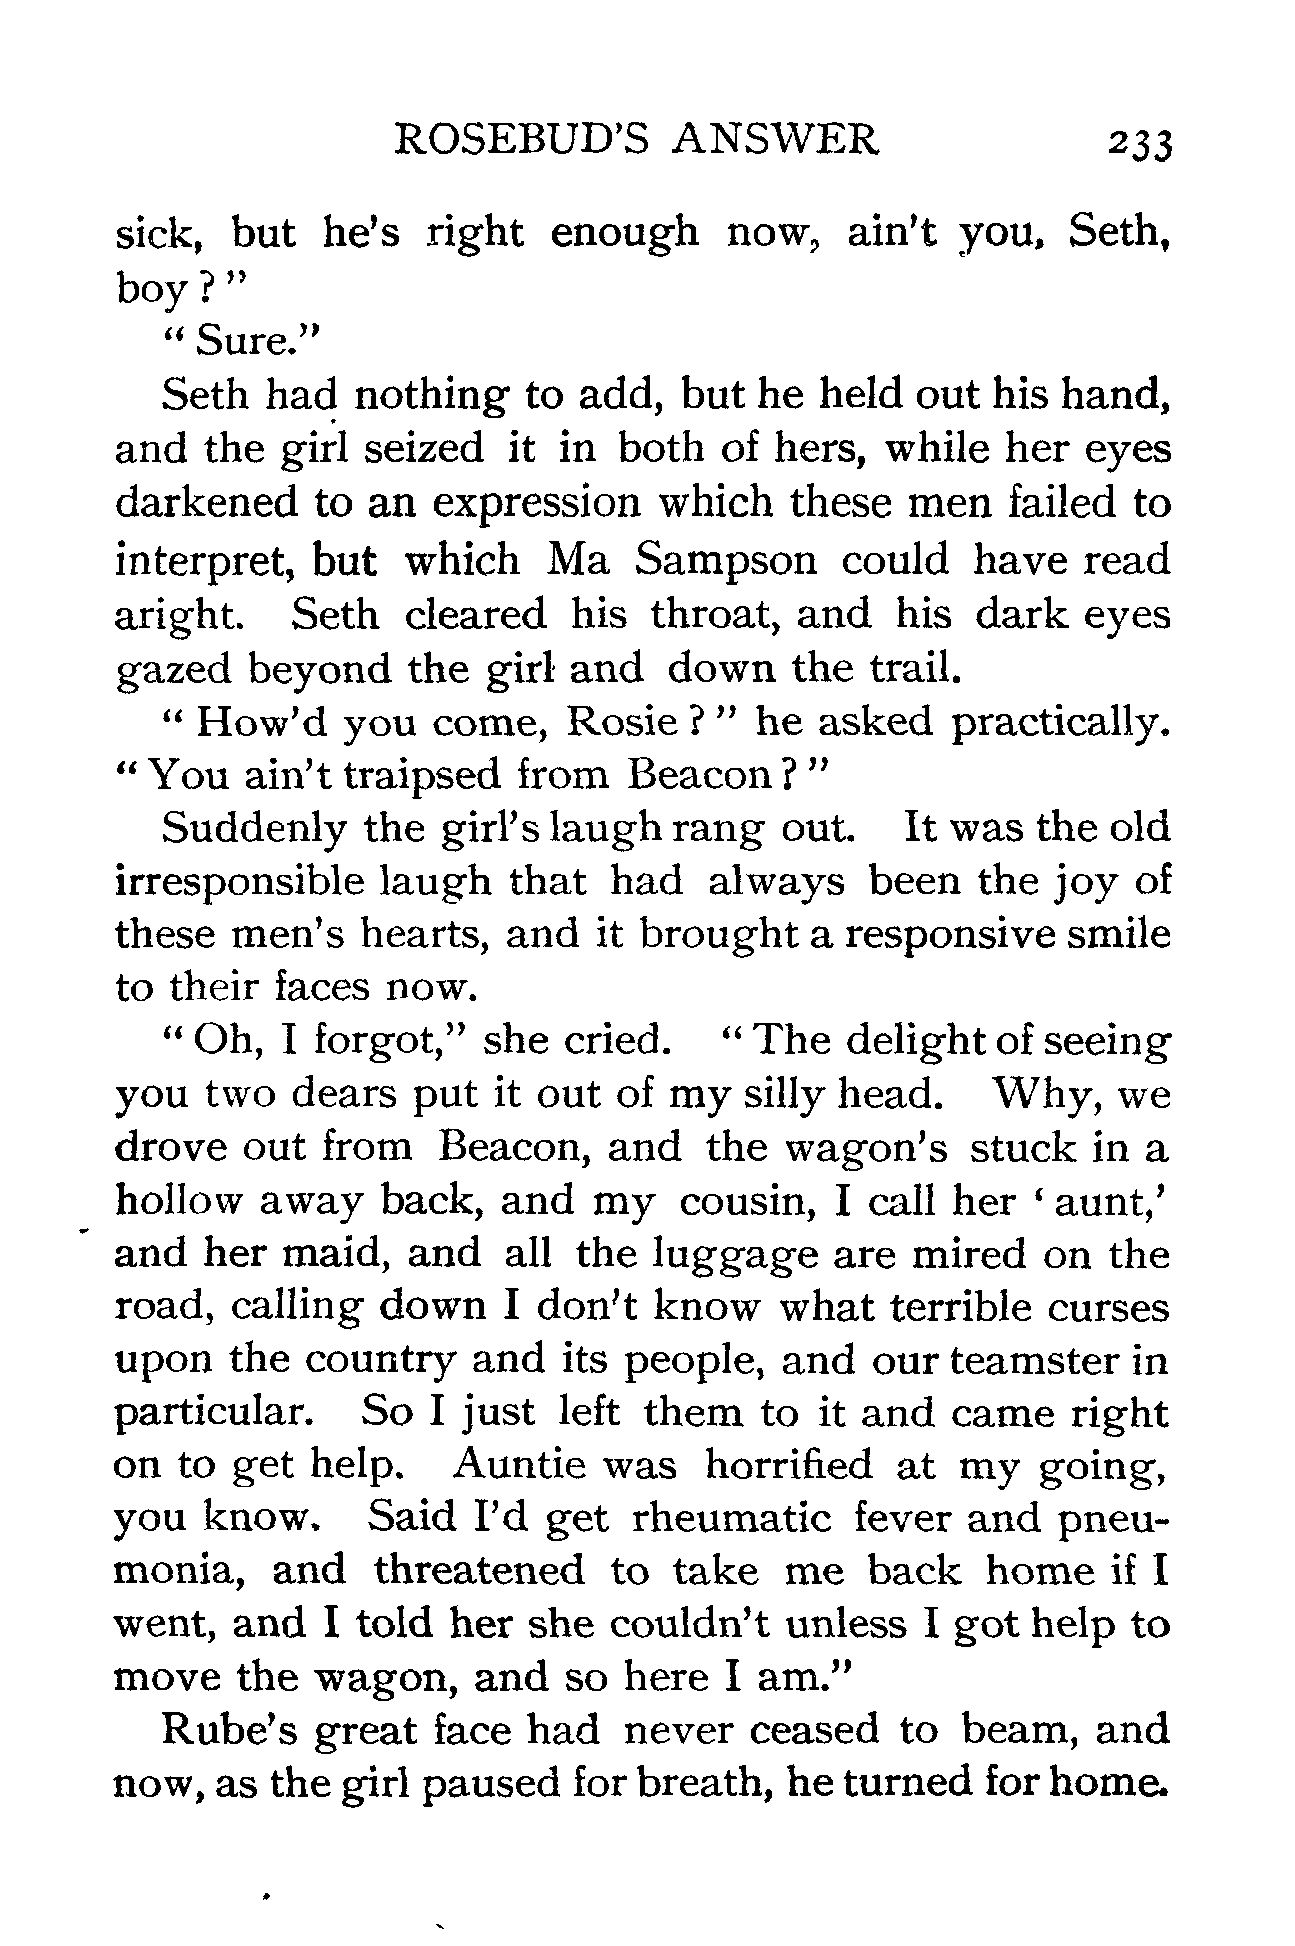 ROSEBUD'S ANSWER 233
sick, but he's right enough now, ain't you, Seth,
boy ? "
" Sure."
Seth had nothing to add, but he held out his hand,
and the girl seized it in both of hers, while her eyes
darkened to an expression which these men failed to
interpret, but which Ma Sampson could have read
aright. Seth cleared his throat, and his dark eyes
gazed beyond the girl and down the trail.
" How'd you come, Rosie ? " he asked practically.
" You ain't traipsed from Beacon ? "
Suddenly the girl's laugh rang out. It was the old
irresponsible laugh that had always been the joy of
these men's hearts, and it brought a responsive smile
to their faces now.
" Oh, I forgot," she cried. " The delight of seeing
you two dears put it out of my silly head. Why, we
drove out from Beacon, and the wagon's stuck in a
hollow away back, and my cousin, I call her ' aunt,'
and her maid, and all the luggage are mired on the
road, calling down I don't know what terrible curses
upon the country and its people, and our teamster in
particular. So I just left them to it and came right
on to get help. Auntie was horrified at my going,
you know. Said I'd get rheumatic fever and pneu-
monia, and threatened to take me back home if I
went, and I told her she couldn't unless I got help to
move the wagon, and so here I am."
Rube's great face had never ceased to beam, and
now, as the girl paused for breath, he turned for home.